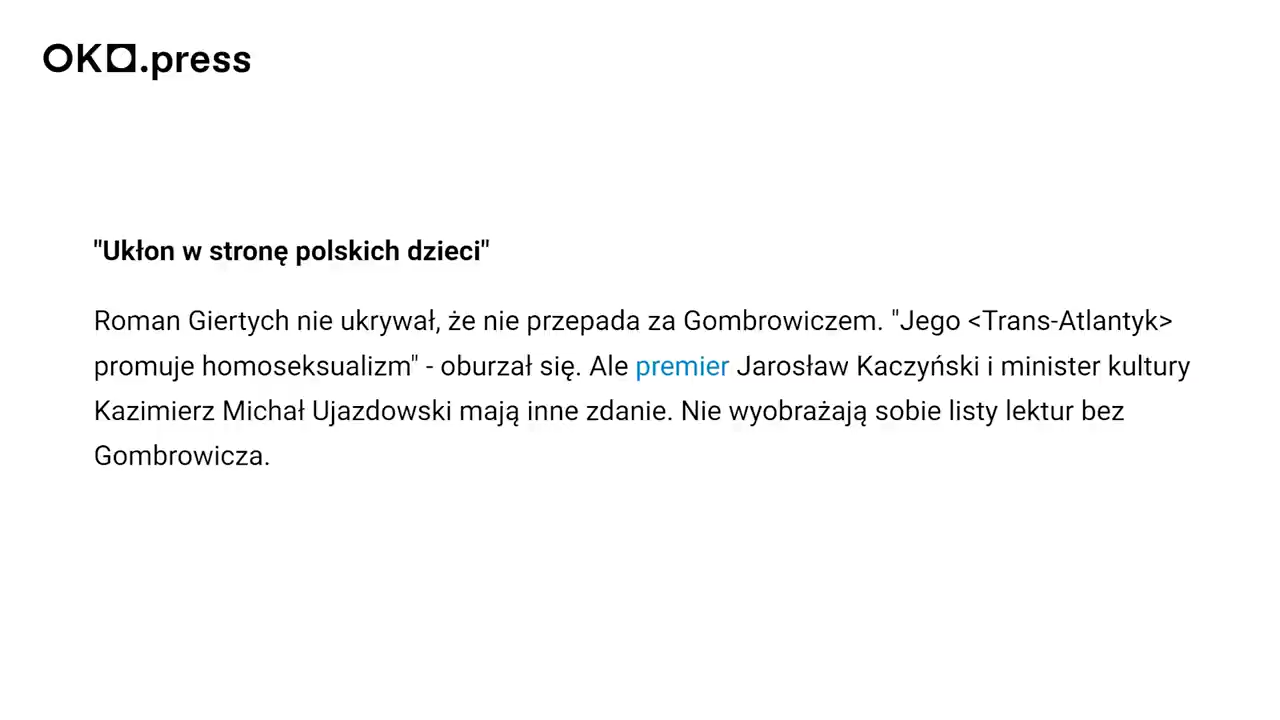 OKO.press
"Ukłon w stronę polskich dzieci"
Roman Giertych nie ukrywał, że nie przepada za Gombrowiczem. "Jego <Trans-Atlantyk>
promuje homoseksualizm" - oburzał się. Ale premier Jarosław Kaczyński i minister kultury
Kazimierz Michał Ujazdowski mają inne zdanie. Nie wyobrażają sobie listy lektur bez
Gombrowicza.